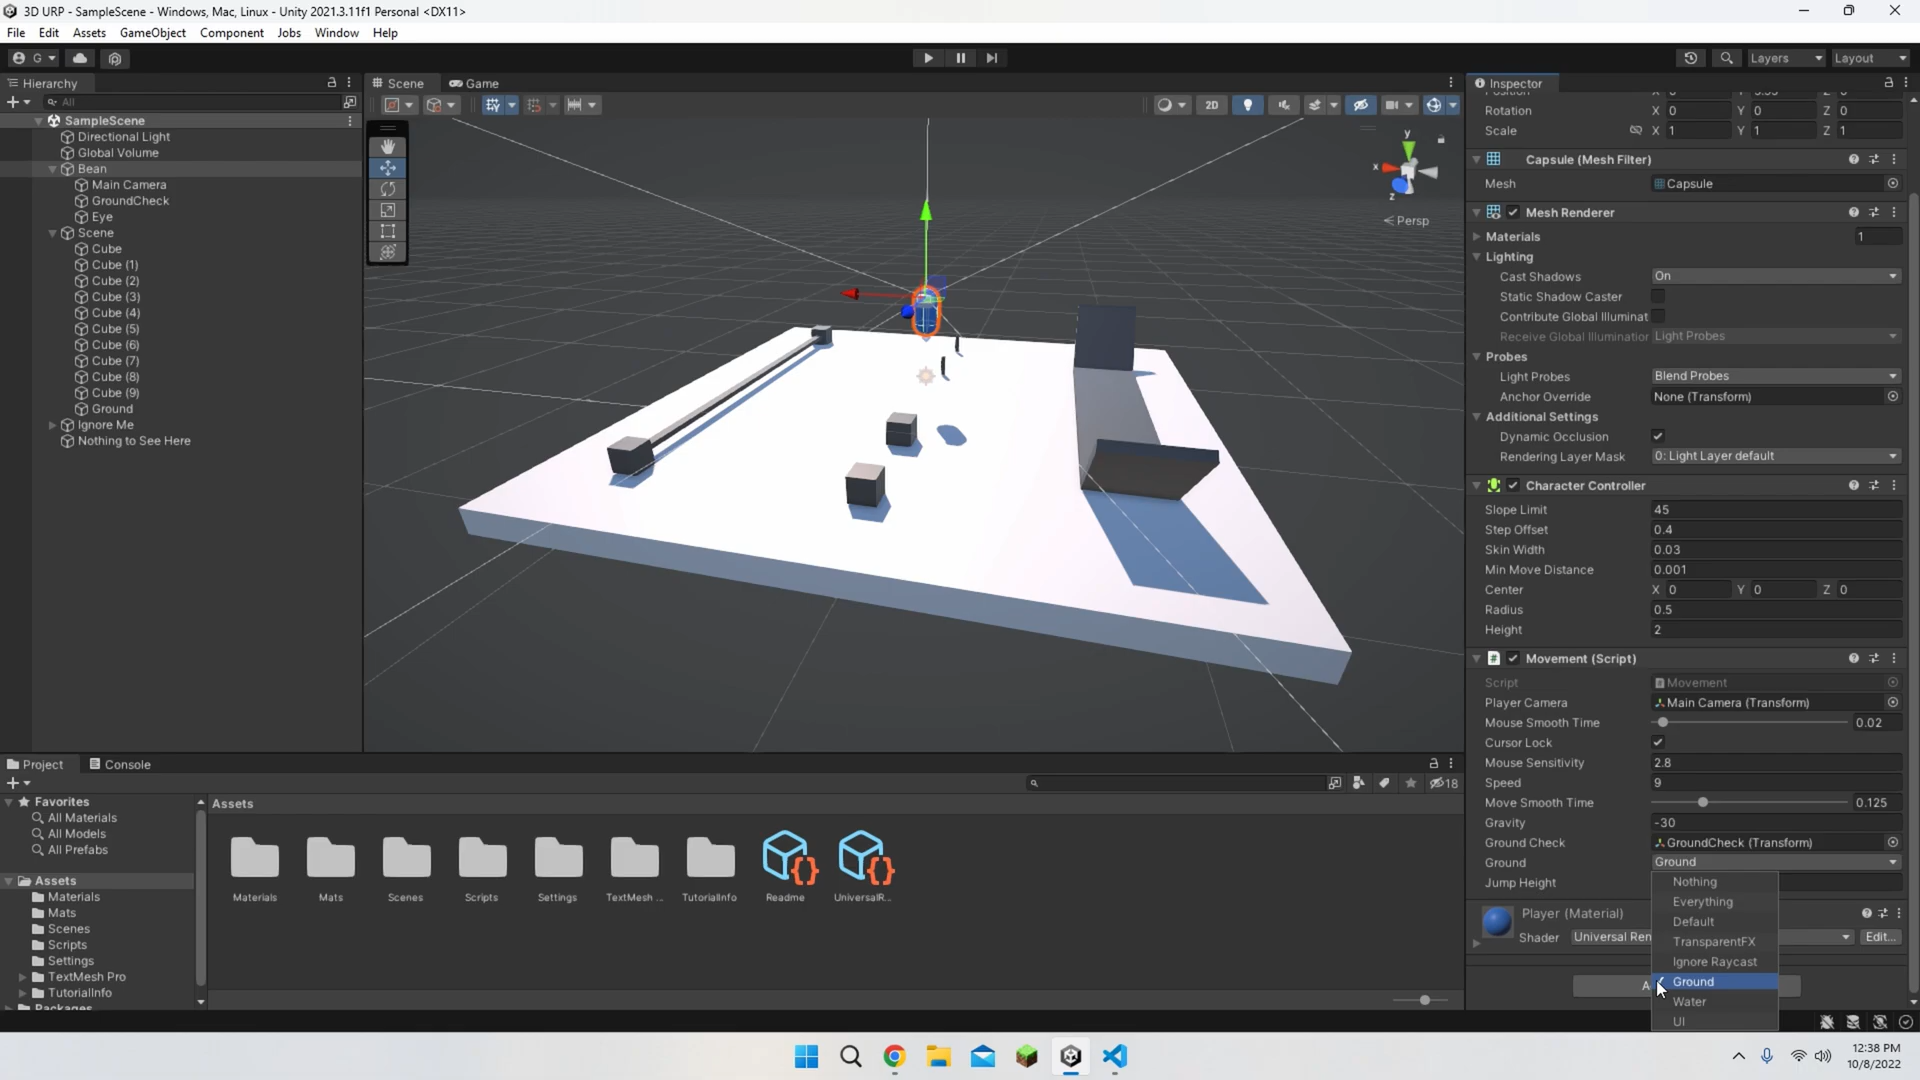 3D URP - SampleScene - Windows, Mac, Linux - Unity 2021.3.11f1 Personal <DX11>
File Edit Assets GameObject Component Jobs Window Help
G Layers Layout
Hierarchy
All
SampleScene
Directional Light
Global Volume
Bean
Main Camera
GroundCheck
Eye
Scene
Cube
Cube (1)
Cube (2)
Cube (3)
Cube (4)
Cube (5)
Cube (6)
Cube (7)
Cube (8)
Cube (9)
Ground
Ignore Me
Nothing to See Here
Scene Game
2D
y
x
z
Persp
Inspector
Rotation X 0 Y 0 Z 0
Scale X 1 Y 1 Z 1
Capsule (Mesh Filter)
Mesh Capsule
Mesh Renderer
Materials 1
Lighting
Cast Shadows On
Static Shadow Caster
Contribute Global Illuminat
Receive Global Illumination Light Probes
Probes
Light Probes Blend Probes
Anchor Override None (Transform)
Additional Settings
Dynamic Occlusion
Rendering Layer Mask 0: Light Layer default
Character Controller
Slope Limit 45
Step Offset 0.4
Skin Width 0.03
Min Move Distance 0.001
Center X 0 Y 0 Z 0
Radius 0.5
Height 2
Movement (Script)
Script Movement
Player Camera Main Camera (Transform)
Mouse Smooth Time 0.02
Cursor Lock
Mouse Sensitivity 2.8
Speed 9
Move Smooth Time 0.125
Gravity -30
Ground Check GroundCheck (Transform)
Ground Ground
Jump Height
Nothing
Everything
Default
TransparentFX
Ignore Raycast
Ground
Water
UI
Player (Material)
Shader Universal Ren Edit...
A
Project Console
18
Favorites
All Materials
All Models
All Prefabs
Assets
Materials
Mats
Scenes
Scripts
Settings
TextMesh Pro
TutorialInfo
Packages
Assets
Materials Mats Scenes Scripts Settings TextMesh ... TutorialInfo Readme UniversalR...
12:38 PM
10/8/2022